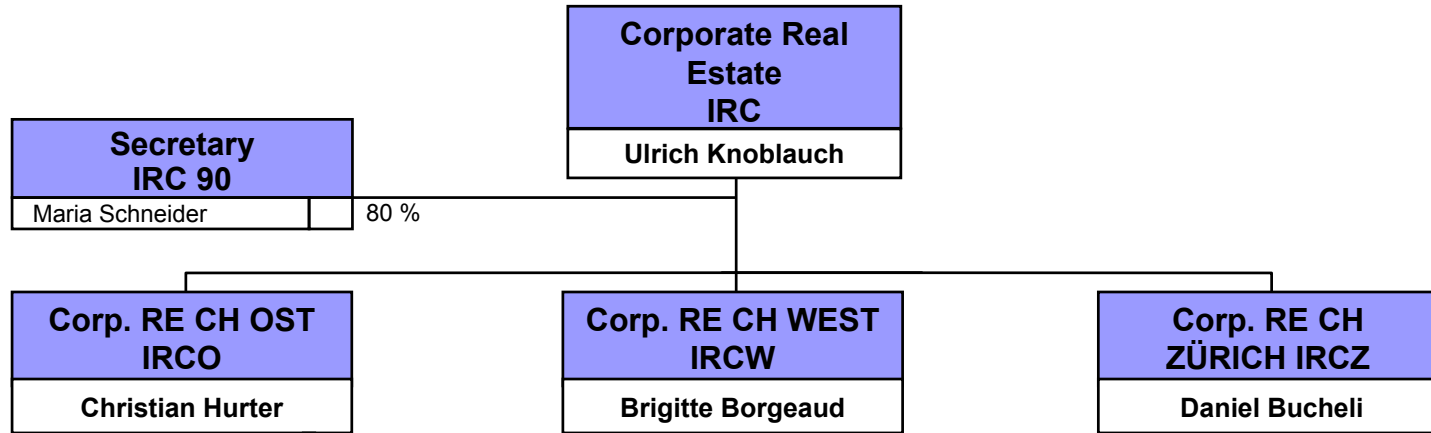 Corporate Real
Estate
IRC
Ulrich Knoblauch
Secretary
IRC 90
Maria Schneider
80 %
Corp. RE CH OST
IRCO
Christian Hurter
Corp. RE CH WEST
IRCW
Brigitte Borgeaud
Corp. RE CH
ZÜRICH IRCZ
Daniel Bucheli